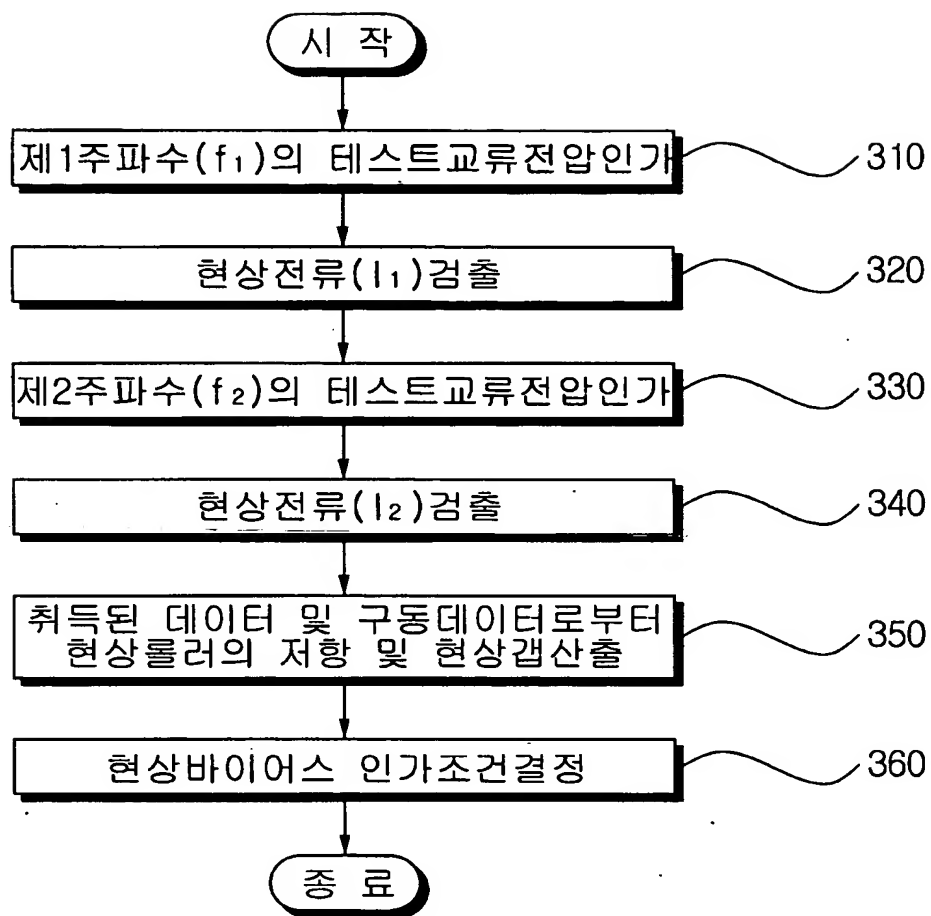 시 작
제1주파수(f₁)의 테스트교류전압인가
310
현상전류(I₁)검출
320
제2주파수(f₂)의 테스트교류전압인가
330
현상전류(I₂)검출
340
취득된 데이터 및 구동데이터로부터
현상롤러의 저항 및 현상갭산출
350
현상바이어스 인가조건결정
360
종 료